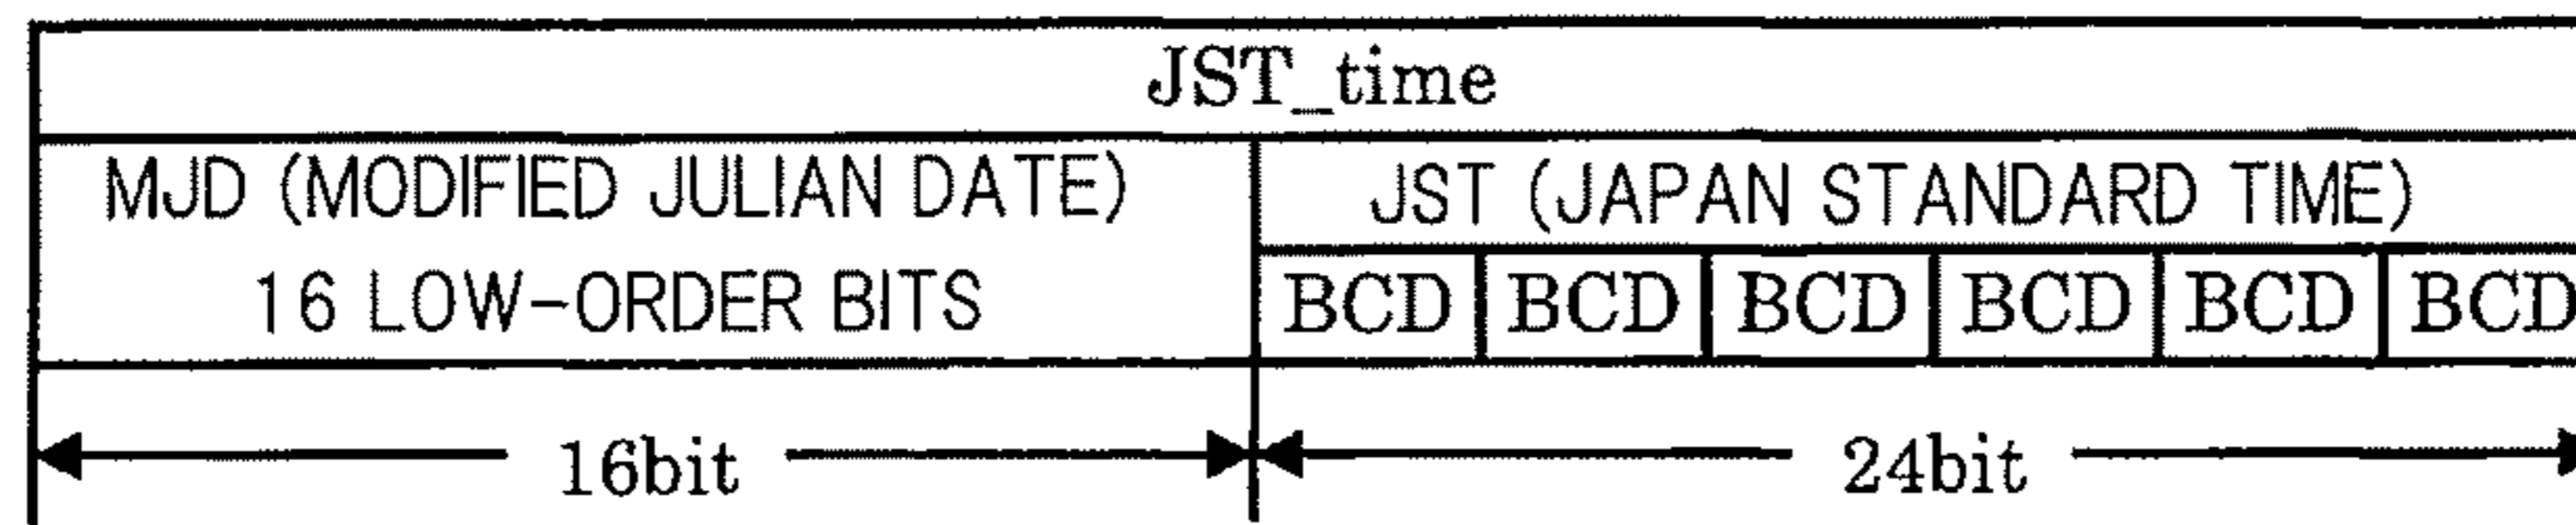 JST_time
MJD (MODIFIED JULIAN DATE)
16 LOW-ORDER BITS
JST (JAPAN STANDARD TIME)
BCD BCD BCD BCD BCD BCD
16bit
24bit